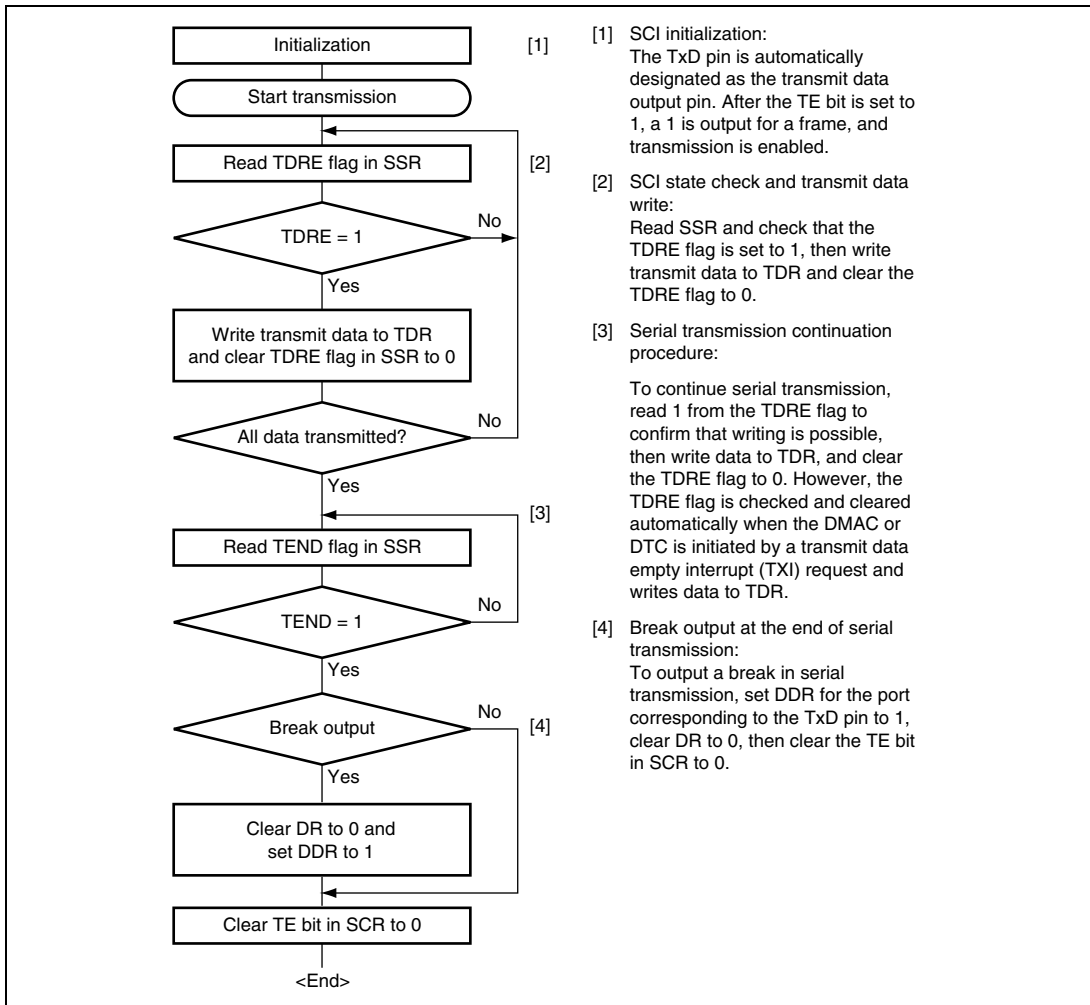 Initialization
[1]
Start transmission
Read TDRE flag in SSR
[2]
No
TDRE = 1
Yes
Write transmit data to TDR
and clear TDRE flag in SSR to 0
No
All data transmitted?
Yes
[3]
Read TEND flag in SSR
No
TEND = 1
Yes
No
Break output
[4]
Yes
Clear DR to 0 and
set DDR to 1
Clear TE bit in SCR to 0
<End>
[1] SCI initialization:
The TxD pin is automatically
designated as the transmit data
output pin. After the TE bit is set to
1, a 1 is output for a frame, and
transmission is enabled.
[2] SCI state check and transmit data
write:
Read SSR and check that the
TDRE flag is set to 1, then write
transmit data to TDR and clear the
TDRE flag to 0.
[3] Serial transmission continuation
procedure:
To continue serial transmission,
read 1 from the TDRE flag to
confirm that writing is possible,
then write data to TDR, and clear
the TDRE flag to 0. However, the
TDRE flag is checked and cleared
automatically when the DMAC or
DTC is initiated by a transmit data
empty interrupt (TXI) request and
writes data to TDR.
[4] Break output at the end of serial
transmission:
To output a break in serial
transmission, set DDR for the port
corresponding to the TxD pin to 1,
clear DR to 0, then clear the TE bit
in SCR to 0.